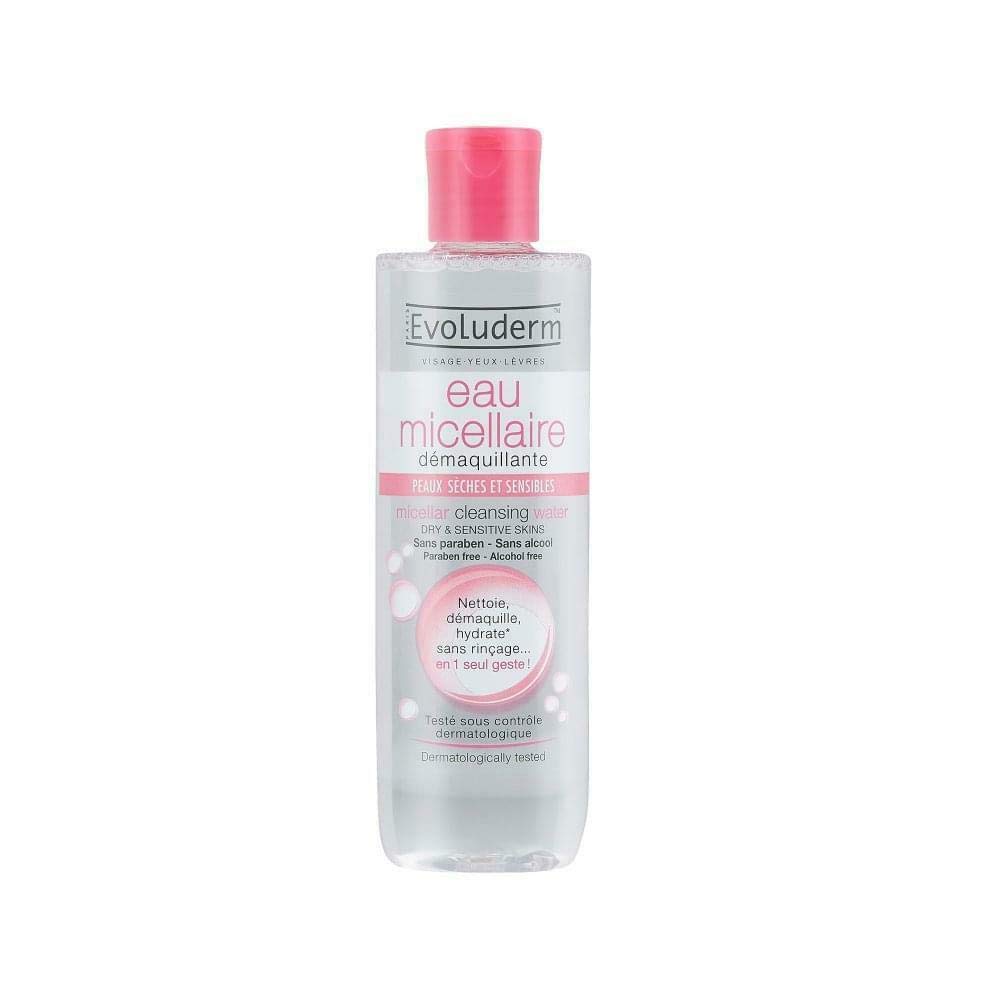 PARIS
EvoLuderm™
VISAGE·YEUX·LÈVRES
eau
micellaire
démaquillante
PEAUX SÈCHES ET SENSIBLES
micellar cleansing water
DRY & SENSITIVE SKINS
Sans paraben - Sans alcool
Paraben free - Alcohol free
Nettoie,
démaquille,
hydrate*
sans rinçage...
en 1 seul geste !
Testé sous contrôle
dermatologique
Dermatologically tested